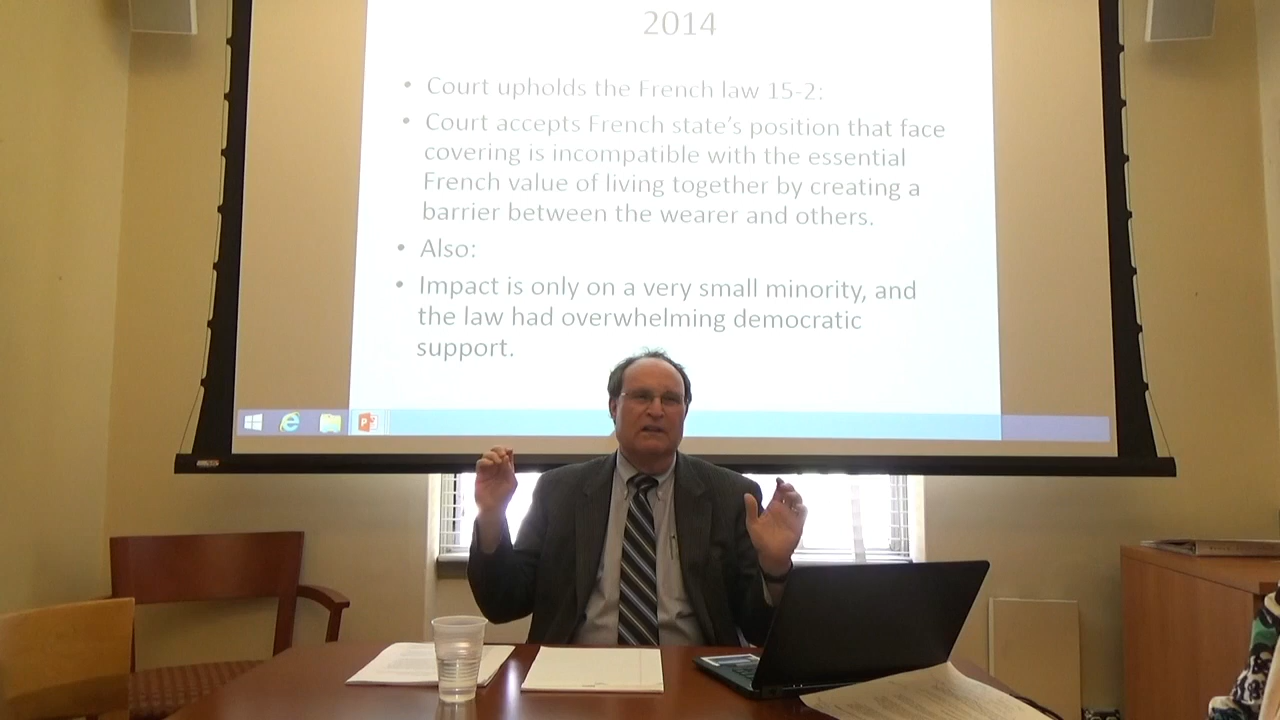 2014
• Court upholds the French law 15-2:
• Court accepts French state's position that face
covering is incompatible with the essential
French value of living together by creating a
barrier between the wearer and others.
• Also:
• Impact is only on a very small minority, and
the law had overwhelming democratic
support.